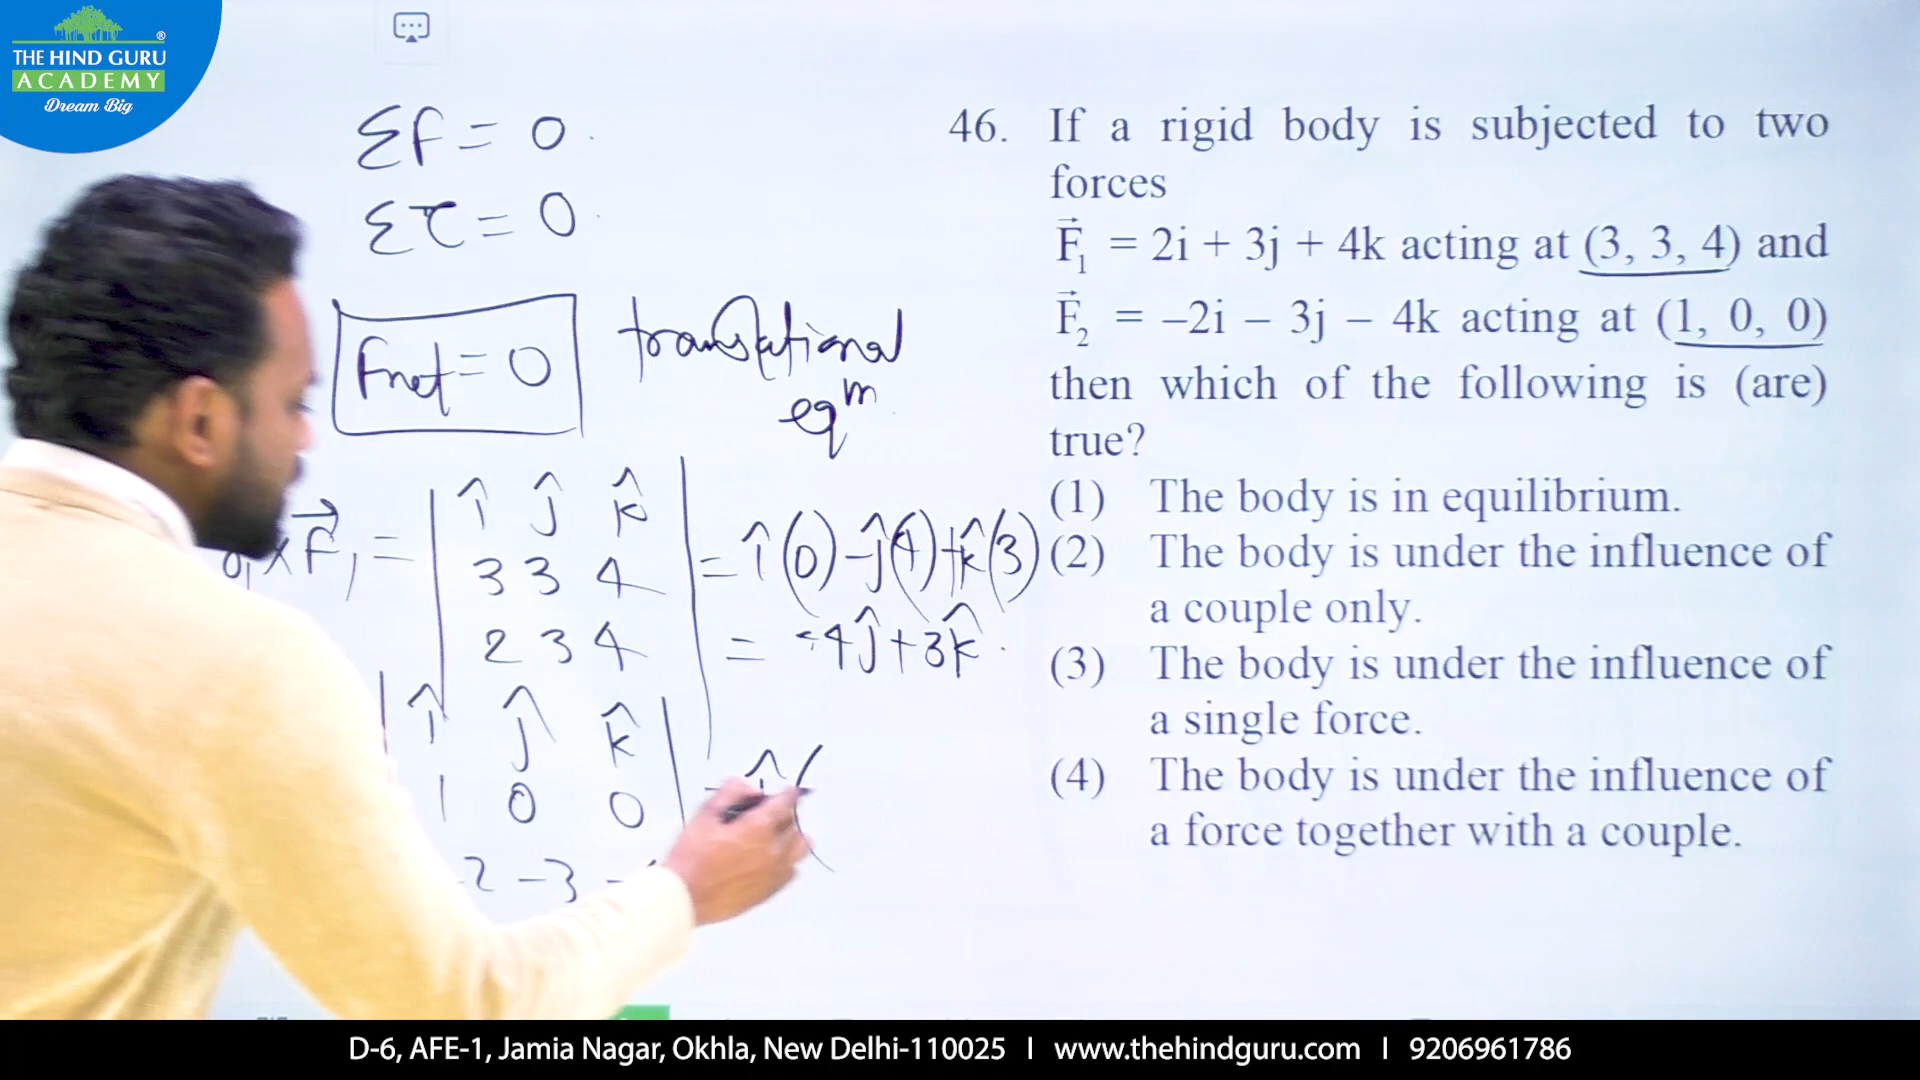 THE HIND GURU
®
ACADEMY
Dream Big
ΣF = 0
Στ = 0
Fnet = 0
translational
eqm
× F⃗₁ = | î ĵ k̂ | = î(0) - ĵ(4) + k̂(3)
3 3 4
2 3 4 = -4ĵ + 3k̂
î ĵ k̂
1 0 0 = î(
-2 -3 -
46. If a rigid body is subjected to two
forces
F⃗₁ = 2i + 3j + 4k acting at (3, 3, 4) and
F⃗₂ = –2i – 3j – 4k acting at (1, 0, 0)
then which of the following is (are)
true?
(1) The body is in equilibrium.
(2) The body is under the influence of
a couple only.
(3) The body is under the influence of
a single force.
(4) The body is under the influence of
a force together with a couple.
D-6, AFE-1, Jamia Nagar, Okhla, New Delhi-110025 | www.thehindguru.com | 9206961786